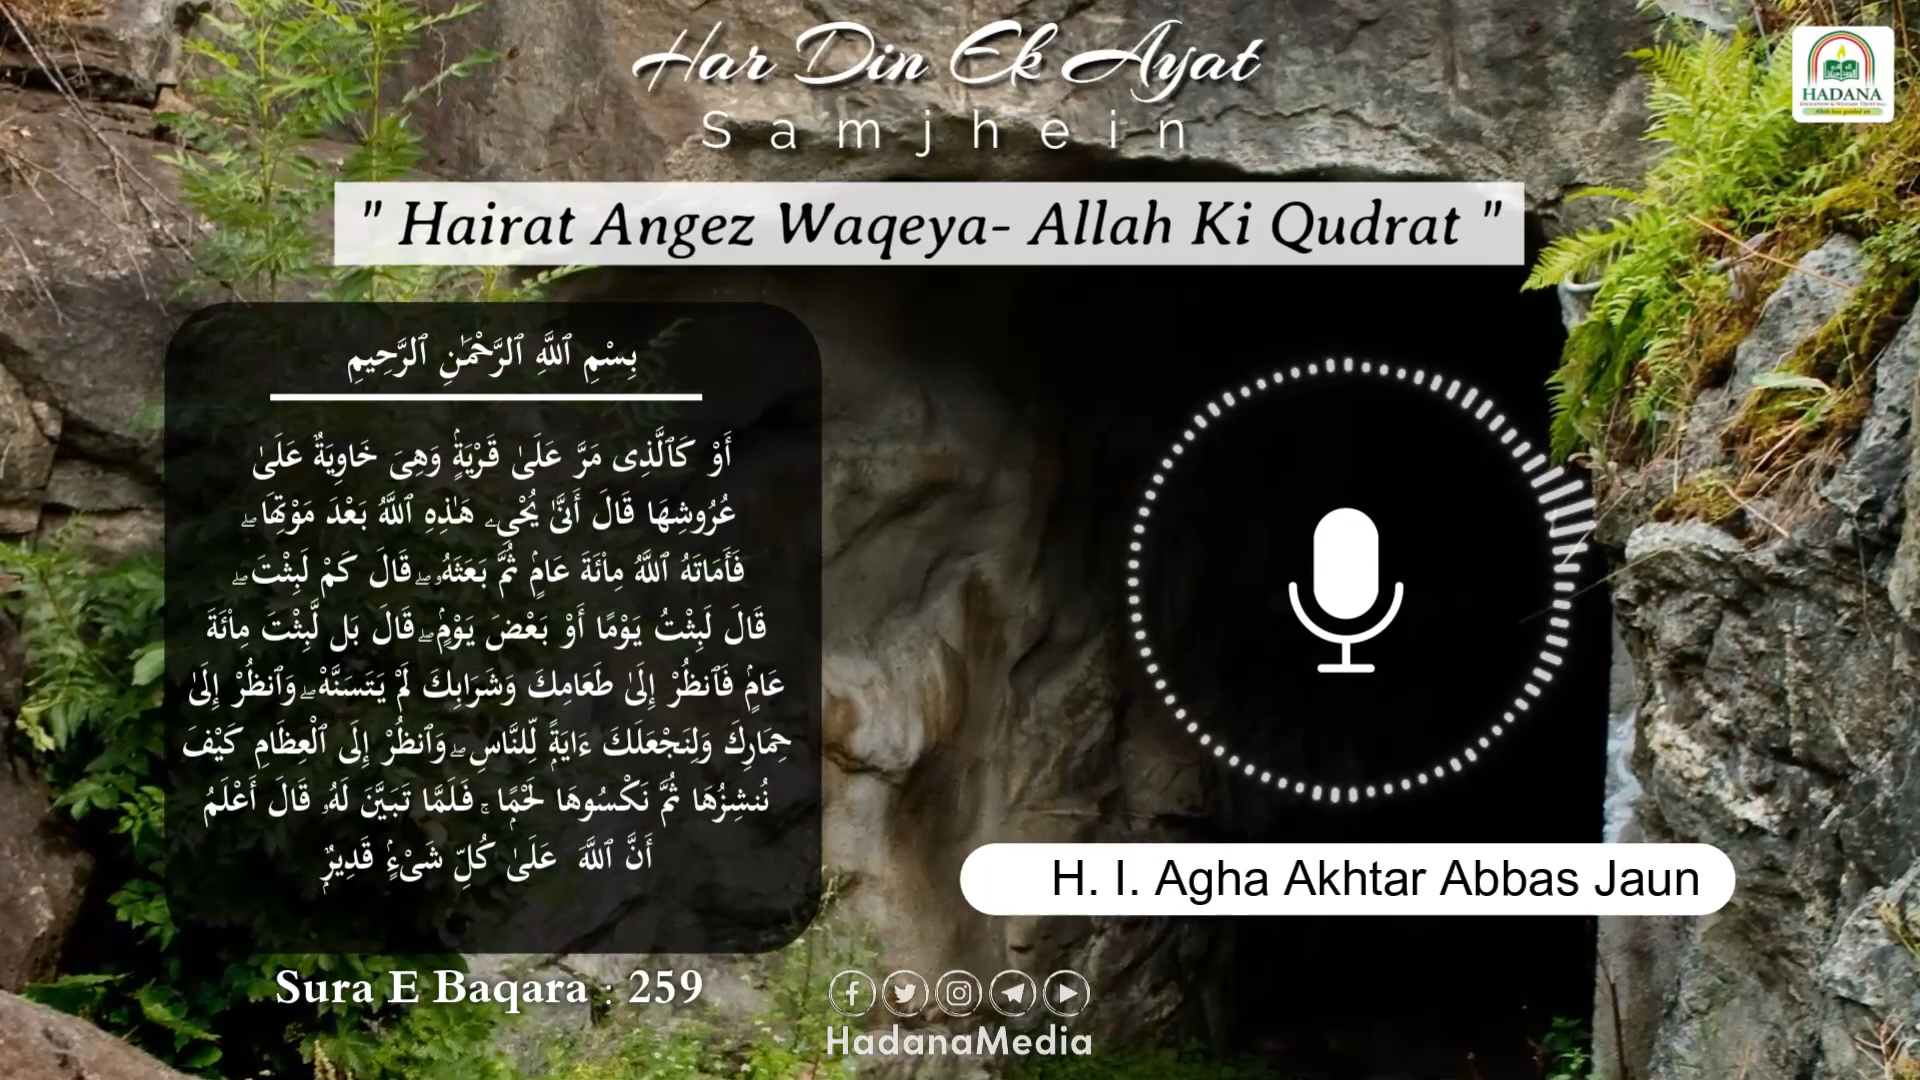 Har Din Ek Ayat
Samjhein
HADANA
" Hairat Angez Waqeya- Allah Ki Qudrat "
بِسْمِ ٱللَّهِ ٱلرَّحْمَٰنِ ٱلرَّحِيمِ
أَوْ كَٱلَّذِى مَرَّ عَلَىٰ قَرْيَةٍۢ وَهِىَ خَاوِيَةٌ عَلَىٰ
عُرُوشِهَا قَالَ أَنَّىٰ يُحْىِۦ هَـٰذِهِ ٱللَّهُ بَعْدَ مَوْتِهَا ۖ
فَأَمَاتَهُ ٱللَّهُ مِا۟ئَةَ عَامٍۢ ثُمَّ بَعَثَهُۥ ۖ قَالَ كَمْ لَبِثْتَ ۖ
قَالَ لَبِثْتُ يَوْمًا أَوْ بَعْضَ يَوْمٍۢ ۖ قَالَ بَل لَّبِثْتَ مِا۟ئَةَ
عَامٍۢ فَٱنظُرْ إِلَىٰ طَعَامِكَ وَشَرَابِكَ لَمْ يَتَسَنَّهْ ۖ وَٱنظُرْ إِلَىٰ
حِمَارِكَ وَلِنَجْعَلَكَ ءَايَةًۭ لِّلنَّاسِ ۖ وَٱنظُرْ إِلَى ٱلْعِظَامِ كَيْفَ
نُنشِزُهَا ثُمَّ نَكْسُوهَا لَحْمًۭا ۚ فَلَمَّا تَبَيَّنَ لَهُۥ قَالَ أَعْلَمُ
أَنَّ ٱللَّهَ عَلَىٰ كُلِّ شَىْءٍۢ قَدِيرٌۭ
H. I. Agha Akhtar Abbas Jaun
Sura E Baqara : 259
HadanaMedia